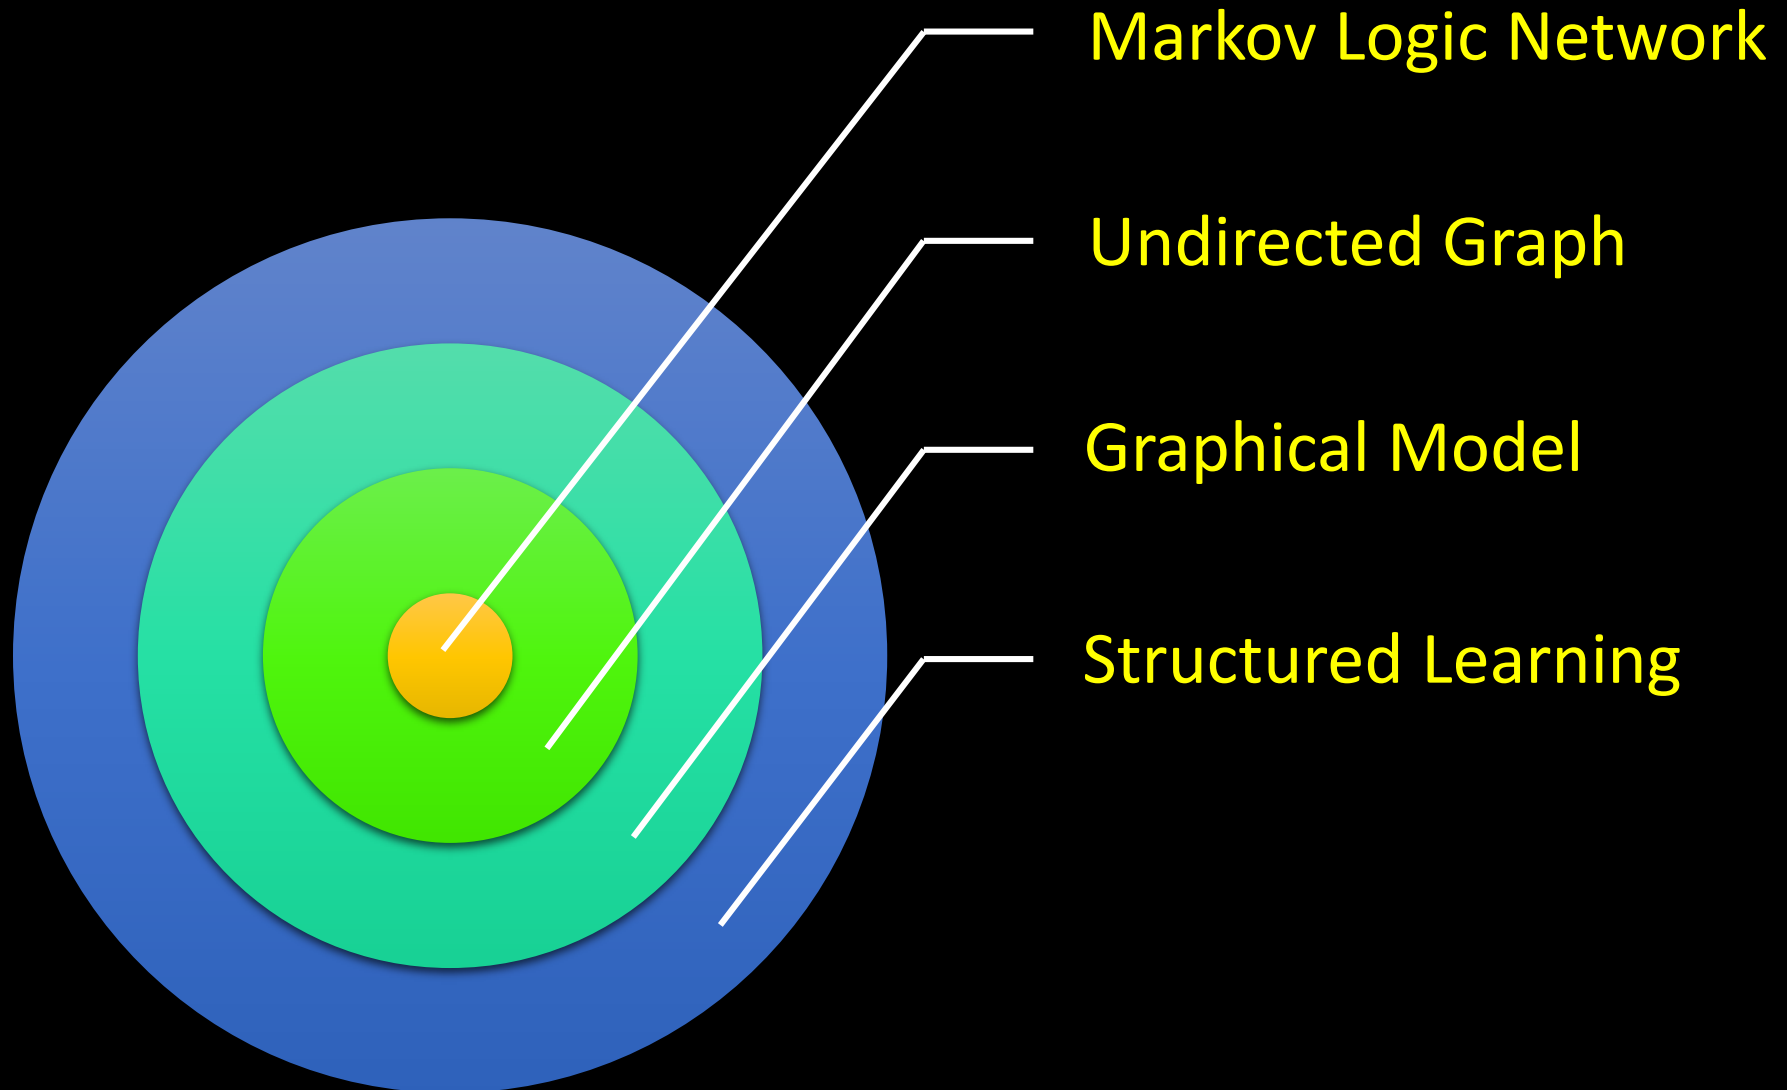 Markov Logic Network
Undirected Graph
Graphical Model
Structured Learning